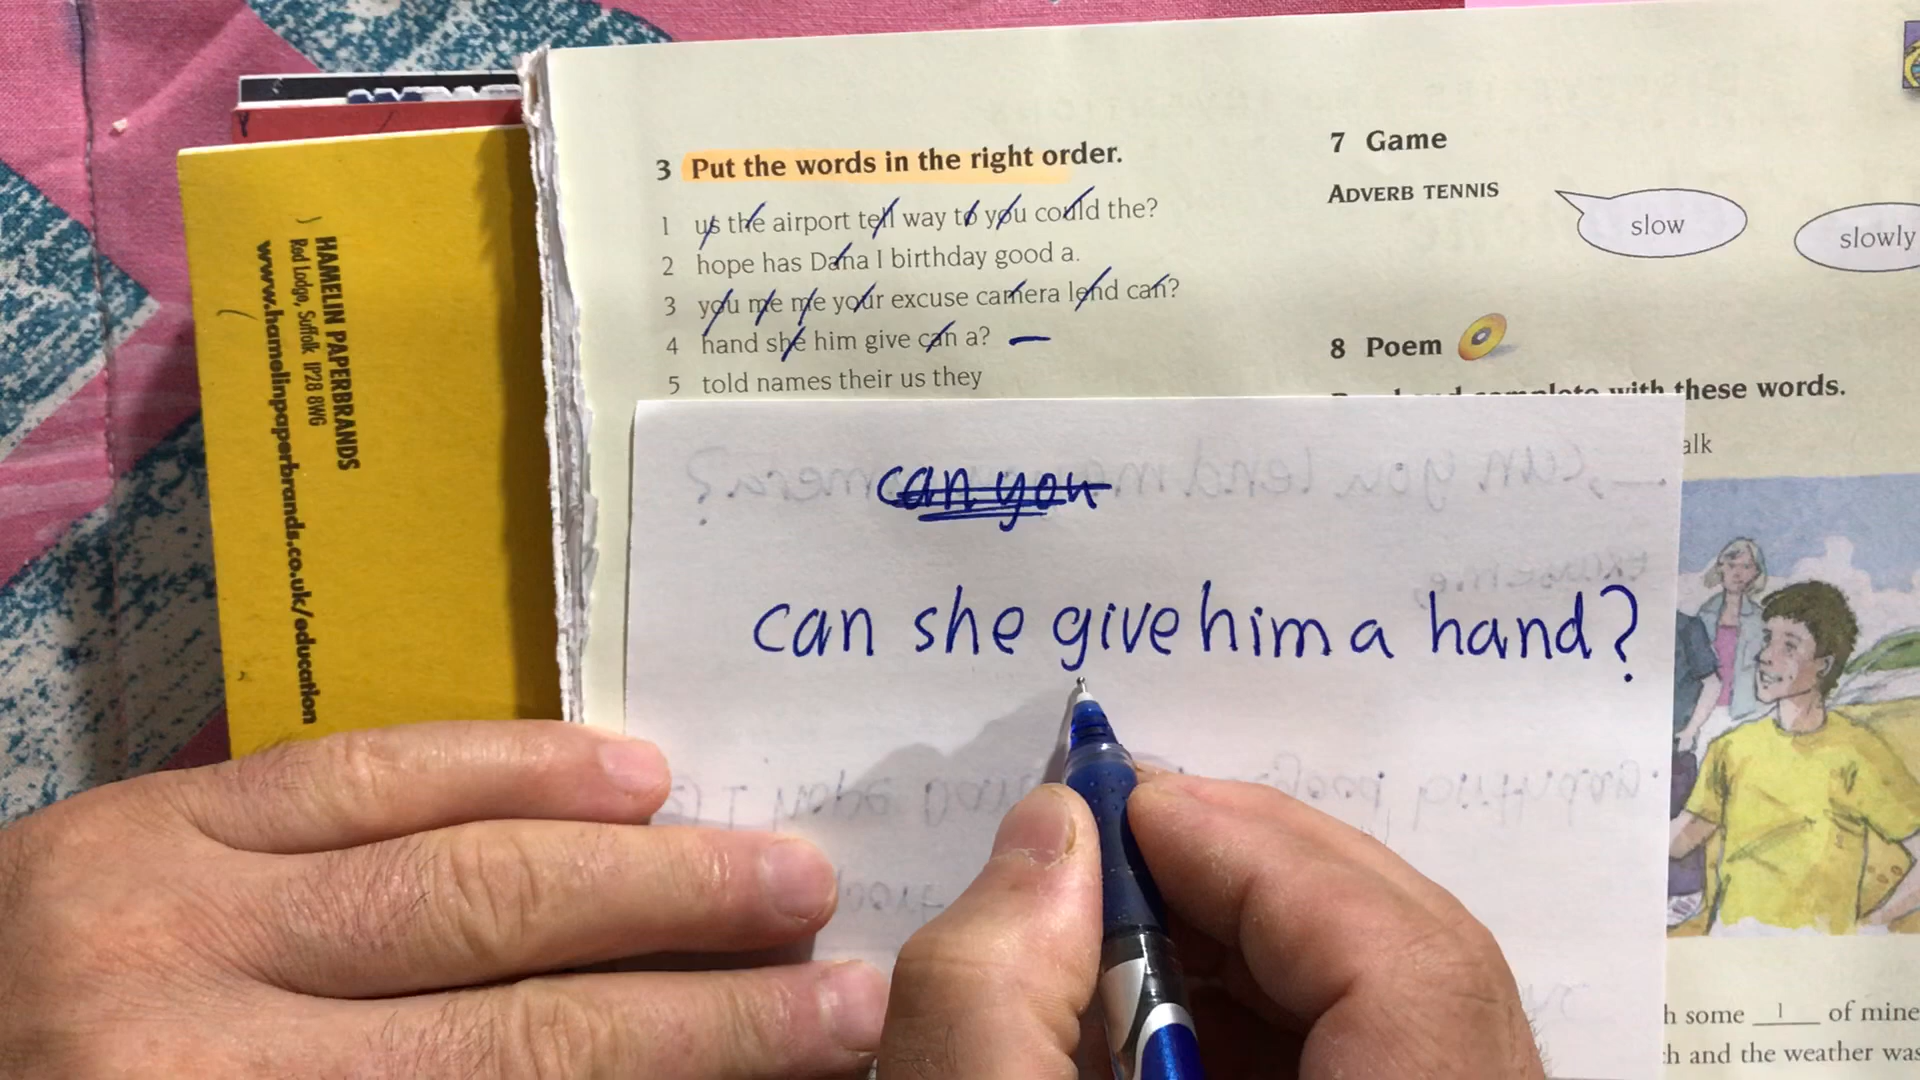 HAMELIN PAPERBRANDS
Red Lodge, Suffolk IP28 8WG
www.hamelinpaperbrands.co.uk/education
3 Put the words in the right order.
1 us the airport tell way to you could the?
2 hope has Dana I birthday good a.
3 you me me your excuse camera lend can?
4 hand she him give can a? —
5 told names their us they
can you
can she give him a hand?
7 Game
ADVERB TENNIS
slow
slowly
8 Poem
with these words.
alk
h some 1 of mine
h and the weather was